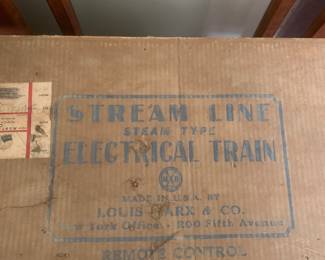 STREAM LINE
STEAM TYPE
ELECTRICAL TRAIN
MAR
MADE IN U.S.A. BY
LOUIS MARX & CO.
New York Office. - 200 Fifth Avenue
REMOTE CONTROL